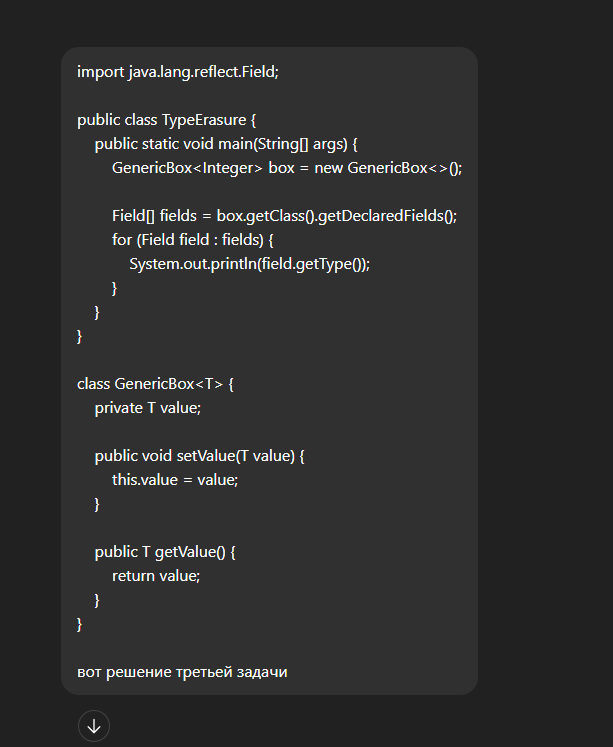 import java.lang.reflect.Field;
public class TypeErasure {
public static void main(String[] args) {
GenericBox<Integer> box = new GenericBox<>();
Field[] fields = box.getClass().getDeclaredFields();
for (Field field : fields) {
System.out.println(field.getType());
}
}
}
class GenericBox<T> {
private T value;
public void setValue(T value) {
this.value = value;
}
public T getValue() {
return value;
}
}
вот решение третьей задачи